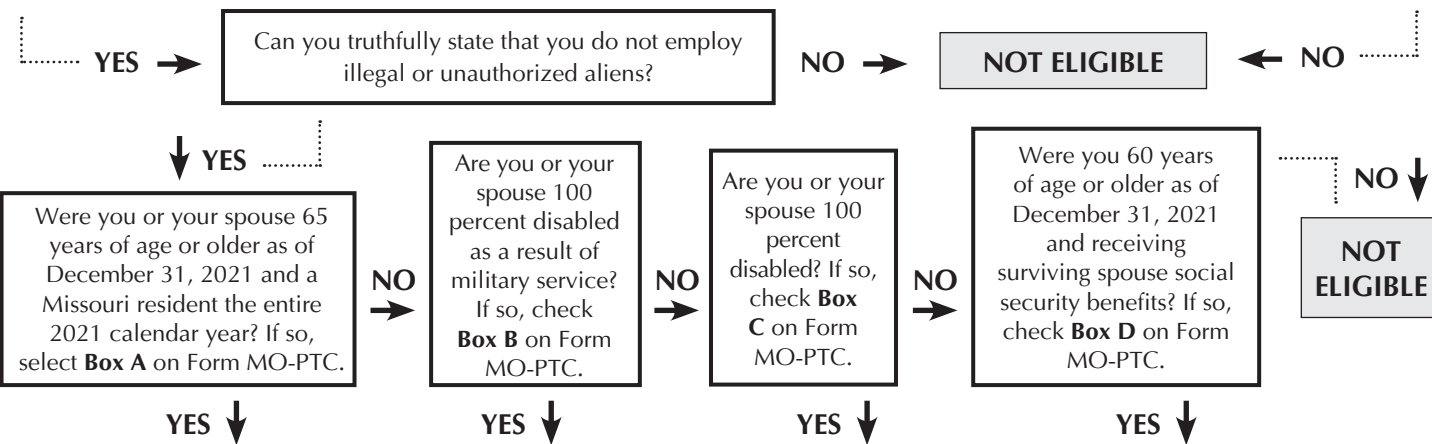 YES
Can you truthfully state that you do not employ
illegal or unauthorized aliens?
NO
NOT ELIGIBLE
NO
YES
Were you or your spouse 65
years of age or older as of
December 31, 2021 and a
Missouri resident the entire
2021 calendar year? If so,
select Box A on Form MO-PTC.
NO
Are you or your
spouse 100
percent disabled
as a result of
military service?
If so, check
Box B on Form
MO-PTC.
NO
Are you or your
spouse 100
percent
disabled? If so,
check Box
C on Form
MO-PTC.
NO
Were you 60 years
of age or older as of
December 31, 2021
and receiving
surviving spouse social
security benefits? If so,
check Box D on Form
MO-PTC.
NO
NOT
ELIGIBLE
YES
YES
YES
YES